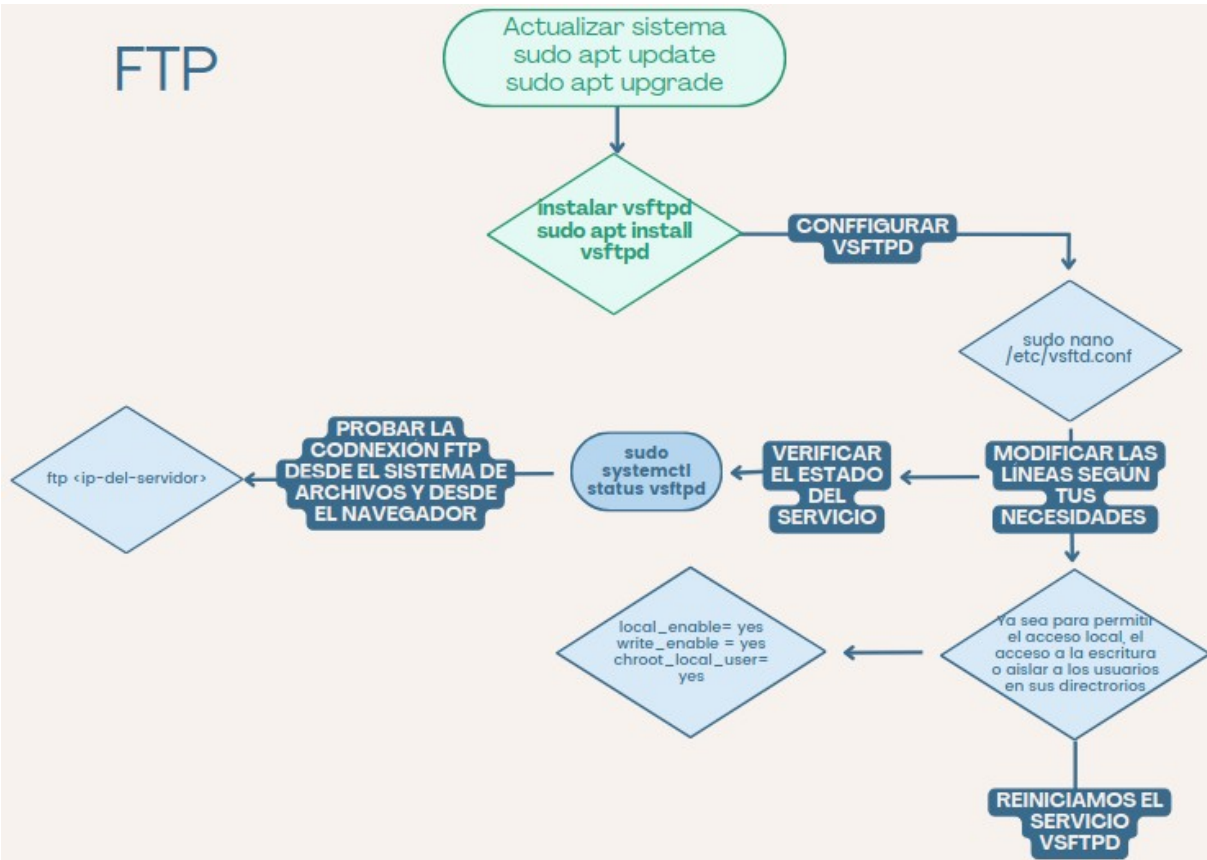 FTP
Actualizar sistema
sudo apt update
sudo apt upgrade
instalar vsftpd
sudo apt install
vsftpd
CONFFIGURAR
VSFTPD
sudo nano
/etc/vsftd.conf
MODIFICAR LAS
LÍNEAS SEGÚN
TUS
NECESIDADES
VERIFICAR
EL ESTADO
DEL
SERVICIO
sudo
systemctl
status vsftpd
PROBAR LA
CODNEXIÓN FTP
DESDE EL SISTEMA DE
ARCHIVOS Y DESDE
EL NAVEGADOR
ftp <ip-del-servidor>
Ya sea para permitir
el acceso local, el
acceso a la escritura
o aislar a los usuarios
en sus directrorios
local_enable= yes
write_enable = yes
chroot_local_user=
yes
REINICIAMOS EL
SERVICIO
VSFTPD